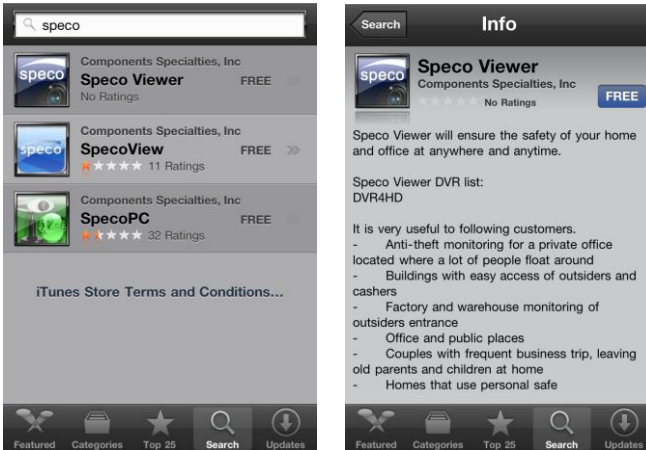 speco
Components Specialties, Inc
speco
Speco Viewer
FREE
No Ratings
Components Specialties, Inc
speco
SpecoView
FREE
11 Ratings
Components Specialties, Inc
SpecoPC
FREE
32 Ratings
iTunes Store Terms and Conditions...
Featured
Categories
Top 25
Search
Updates
Search
Info
speco
Speco Viewer
Components Specialties, Inc
No Ratings
FREE
Speco Viewer will ensure the safety of your home
and office at anywhere and anytime.
Speco Viewer DVR list:
DVR4HD
It is very useful to following customers.
- Anti-theft monitoring for a private office
located where a lot of people float around
- Buildings with easy access of outsiders and
cashers
- Factory and warehouse monitoring of
outsiders entrance
- Office and public places
- Couples with frequent business trip, leaving
old parents and children at home
- Homes that use personal safe
Featured
Categories
Top 25
Search
Updates